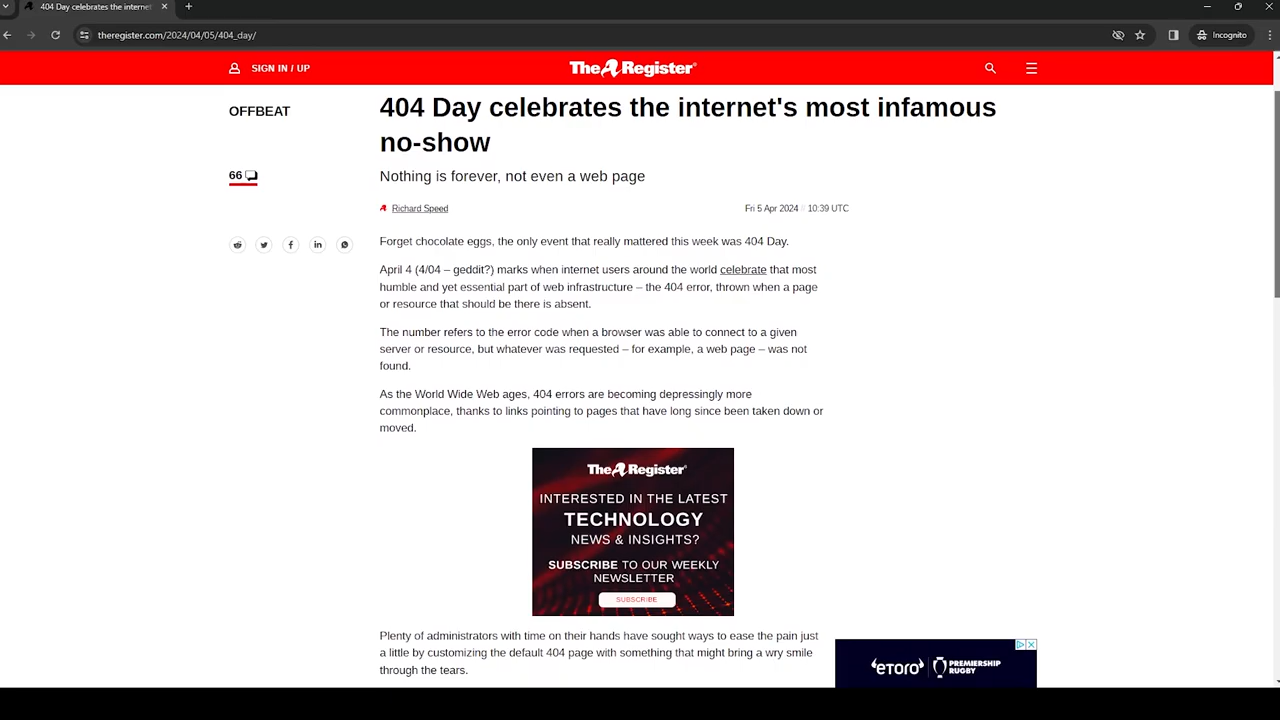 404 Day celebrates the internet
theregister.com/2024/04/05/404_day/
Incognito
SIGN IN / UP
The Register
OFFBEAT
404 Day celebrates the internet's most infamous
no-show
66
Nothing is forever, not even a web page
Richard Speed
Fri 5 Apr 2024
10:39 UTC
Forget chocolate eggs, the only event that really mattered this week was 404 Day.
April 4 (4/04 – geddit?) marks when internet users around the world celebrate that most
humble and yet essential part of web infrastructure – the 404 error, thrown when a page
or resource that should be there is absent.
The number refers to the error code when a browser was able to connect to a given
server or resource, but whatever was requested – for example, a web page – was not
found.
As the World Wide Web ages, 404 errors are becoming depressingly more
commonplace, thanks to links pointing to pages that have long since been taken down or
moved.
The Register
INTERESTED IN THE LATEST
TECHNOLOGY
NEWS & INSIGHTS?
SUBSCRIBE TO OUR WEEKLY
NEWSLETTER
SUBSCRIBE
Plenty of administrators with time on their hands have sought ways to ease the pain just
a little by customizing the default 404 page with something that might bring a wry smile
through the tears.
eToro
PREMIERSHIP
RUGBY